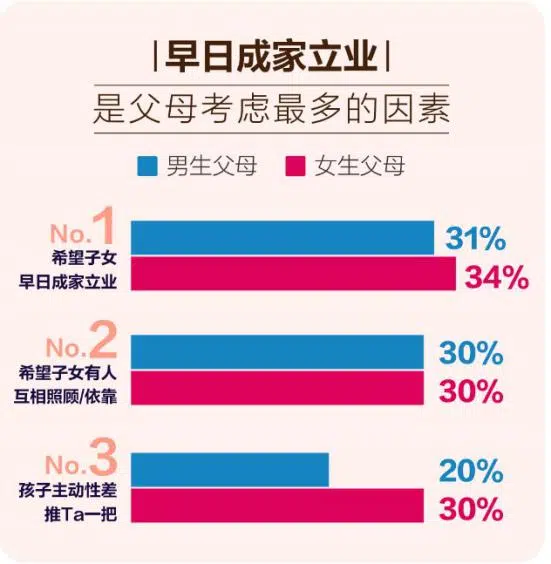 早日成家立业
是父母考虑最多的因素
男生父母 女生父母
No.1
希望子女
早日成家立业
31%
34%
No.2
希望子女有人
互相照顾/依靠
30%
30%
No.3
孩子主动性差
推Ta一把
20%
30%